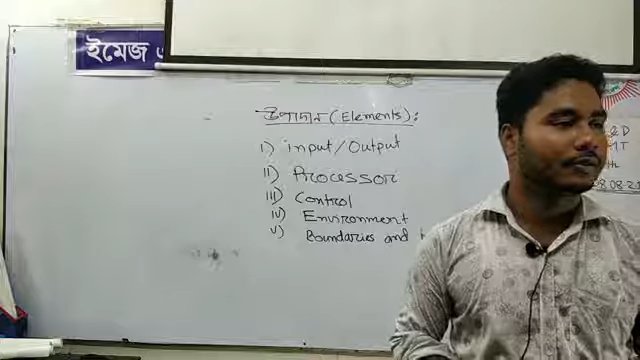 ইমেজ
উপাদান (Elements):
i) Input/Output
ii) Processor
iii) Control
iv) Environment
v) Boundaries and